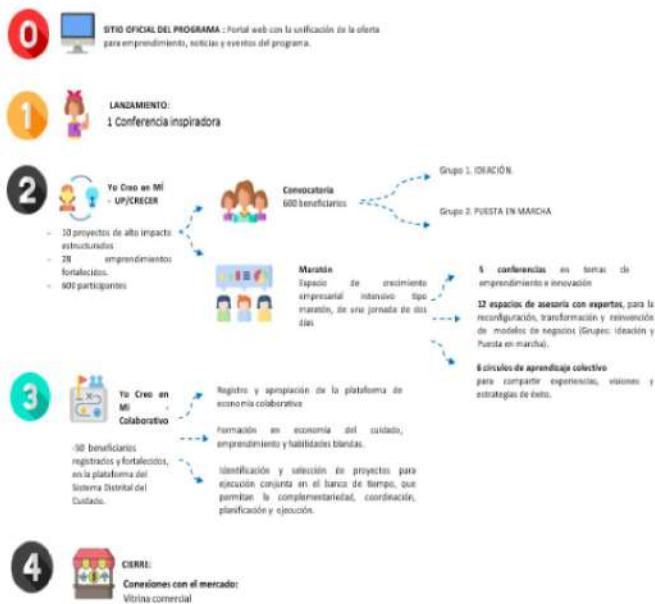 0
SITIO OFICIAL DEL PROGRAMA : Portal web con la unificación de la oferta
para emprendimiento, noticias y eventos del programa.
1
LANZAMIENTO:
1 Conferencia inspiradora
2
Yo Creo en Mí
- UP/CRECER
- 10 proyectos de alto impacto
estructurados
- 28 emprendimientos
fortalecidos.
- 600 participantes
Convocatoria
600 beneficiarios
Grupo 1. IDEACIÓN.
Grupo 2. PUESTA EN MARCHA
Maratón
Espacio de crecimiento
empresarial intensivo tipo
maratón, de una jornada de dos
días
5 conferencias en temas de
emprendimiento e innovación
12 espacios de asesoría con expertos, para la
reconfiguración, transformación y reinvención
de modelos de negocios (Grupos: Ideación y
Puesta en marcha).
6 círculos de aprendizaje colectivo
para compartir experiencias, visiones y
estrategias de éxito.
3
Yo Creo en
Mí -
Colaborativo
-50 beneficiarios
registrados y fortalecidos,
en la plataforma del
Sistema Distrital del
Cuidado.
Registro y apropiación de la plataforma de
economía colaborativa
Formación en economía del cuidado,
emprendimiento y habilidades blandas.
Identificación y selección de proyectos para
ejecución conjunta en el banco de tiempo, que
permitan la complementariedad, coordinación,
planificación y ejecución.
4
CIERRE:
Conexiones con el mercado:
Vitrina comercial